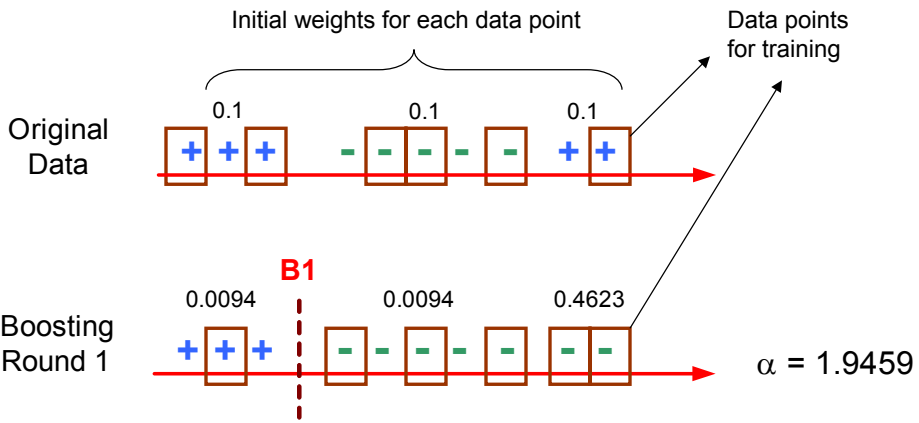 Initial weights for each data point
Data points
for training
0.1 0.1 0.1
Original
Data
+ + + - - - - - + +
B1
0.0094 0.0094 0.4623
Boosting
Round 1
+ + + - - - - - - -
α = 1.9459